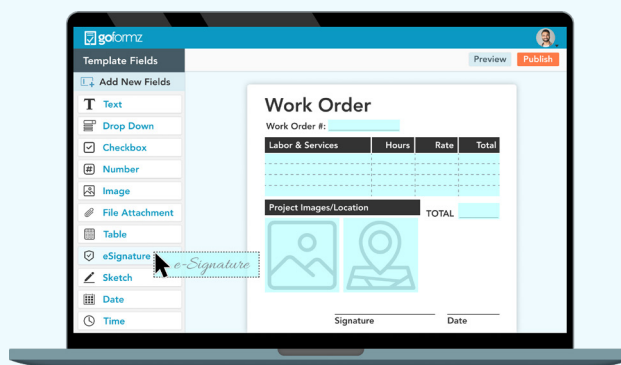 goformz
Template Fields
Preview
Publish
Add New Fields
Text
Drop Down
Checkbox
Number
Image
File Attachment
Table
eSignature
e-Signature
Sketch
Date
Time
Work Order
Work Order #:
Labor & Services Hours Rate Total
Project Images/Location
TOTAL
Signature Date